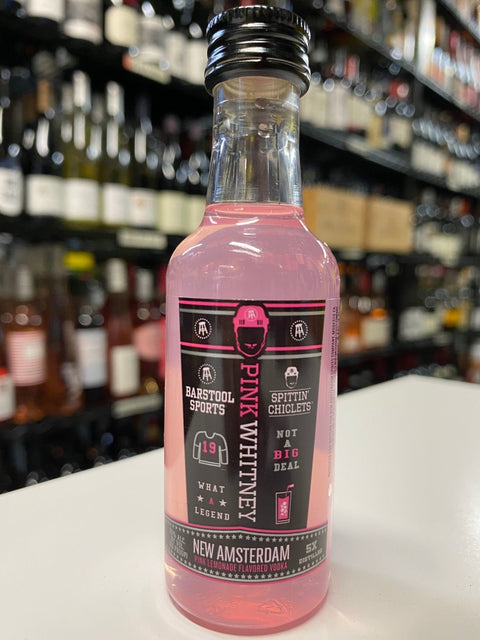 BARSTOOL
SPORTS
SPITTIN'
CHICLETS
PINK WHITNEY
19
NOT
A
BIG
DEAL
WHAT
A
LEGEND
NEW AMSTERDAM
PINK LEMONADE FLAVORED VODKA
5X
DISTILLED